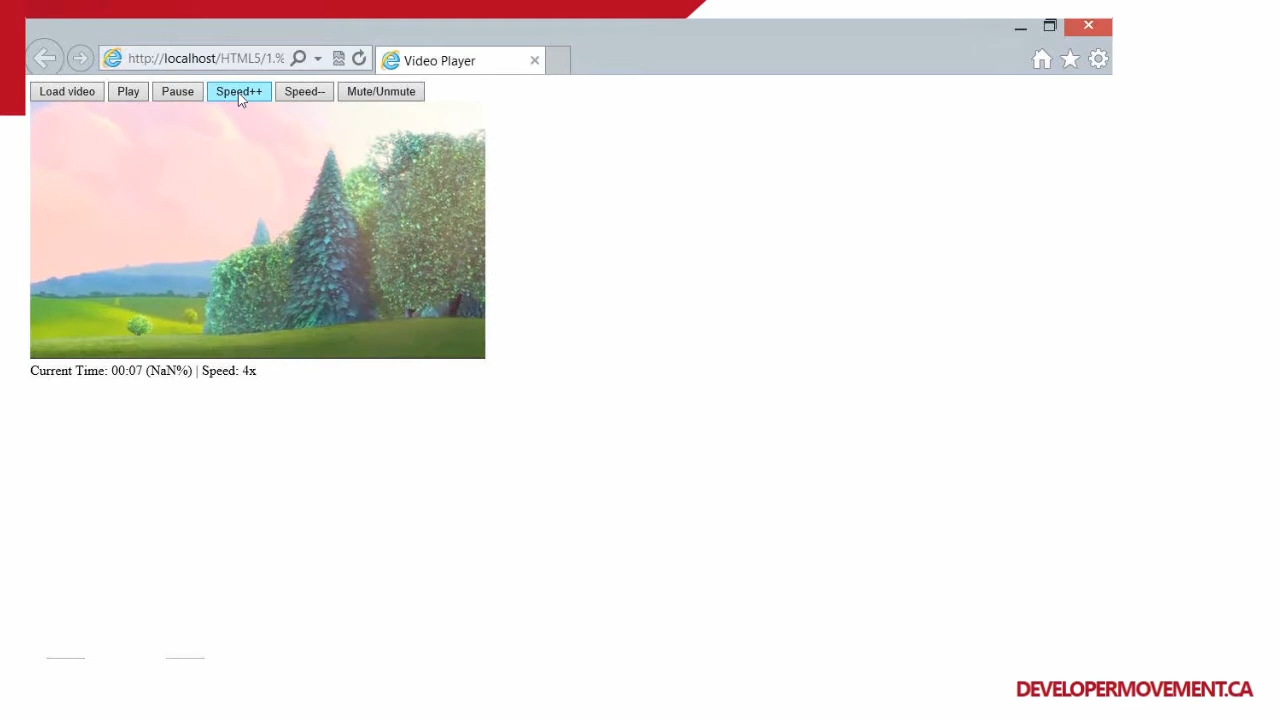 http://localhost/HTML5/1.%
Video Player
Load video Play Pause Speed++ Speed-- Mute/Unmute
Current Time: 00:07 (NaN%) | Speed: 4x
DEVELOPERMOVEMENT.CA